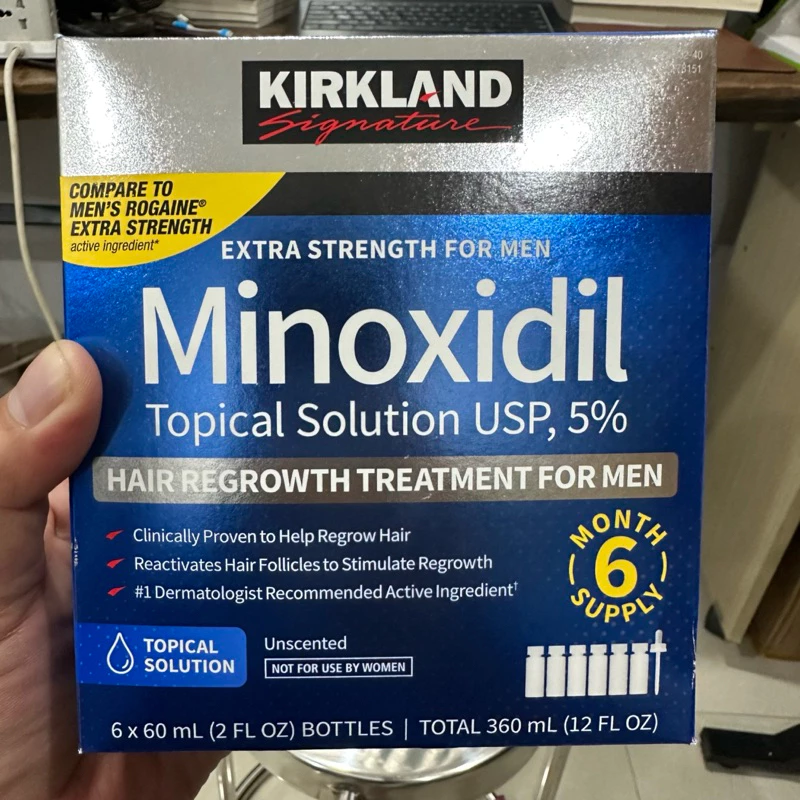 KIRKLAND
Signature
COMPARE TO
MEN'S ROGAINE®
EXTRA STRENGTH
active ingredient*
EXTRA STRENGTH FOR MEN
Minoxidil
Topical Solution USP, 5%
HAIR REGROWTH TREATMENT FOR MEN
Clinically Proven to Help Regrow Hair
Reactivates Hair Follicles to Stimulate Regrowth
#1 Dermatologist Recommended Active Ingredient†
MONTH
6
SUPPLY
TOPICAL
SOLUTION
Unscented
NOT FOR USE BY WOMEN
6 x 60 mL (2 FL OZ) BOTTLES | TOTAL 360 mL (12 FL OZ)